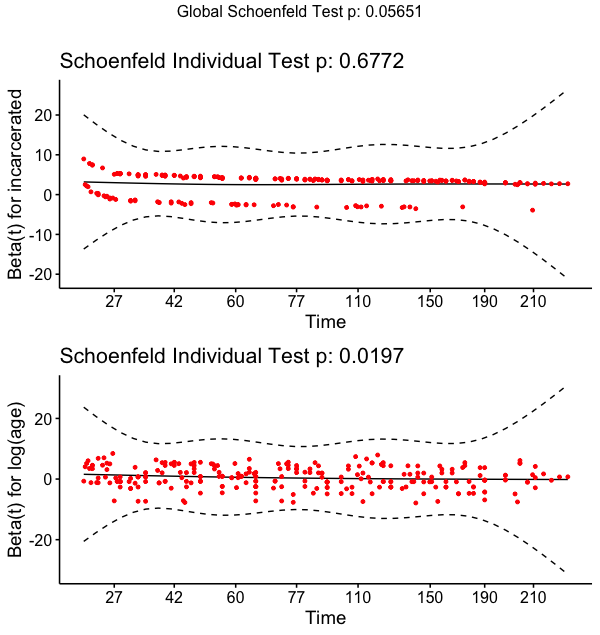 Global Schoenfeld Test p: 0.05651
Schoenfeld Individual Test p: 0.6772
Beta(t) for incarcerated
20
10
0
-10
-20
27 42 60 77 110 150 190 210
Time
Schoenfeld Individual Test p: 0.0197
Beta(t) for log(age)
20
0
-20
27 42 60 77 110 150 190 210
Time